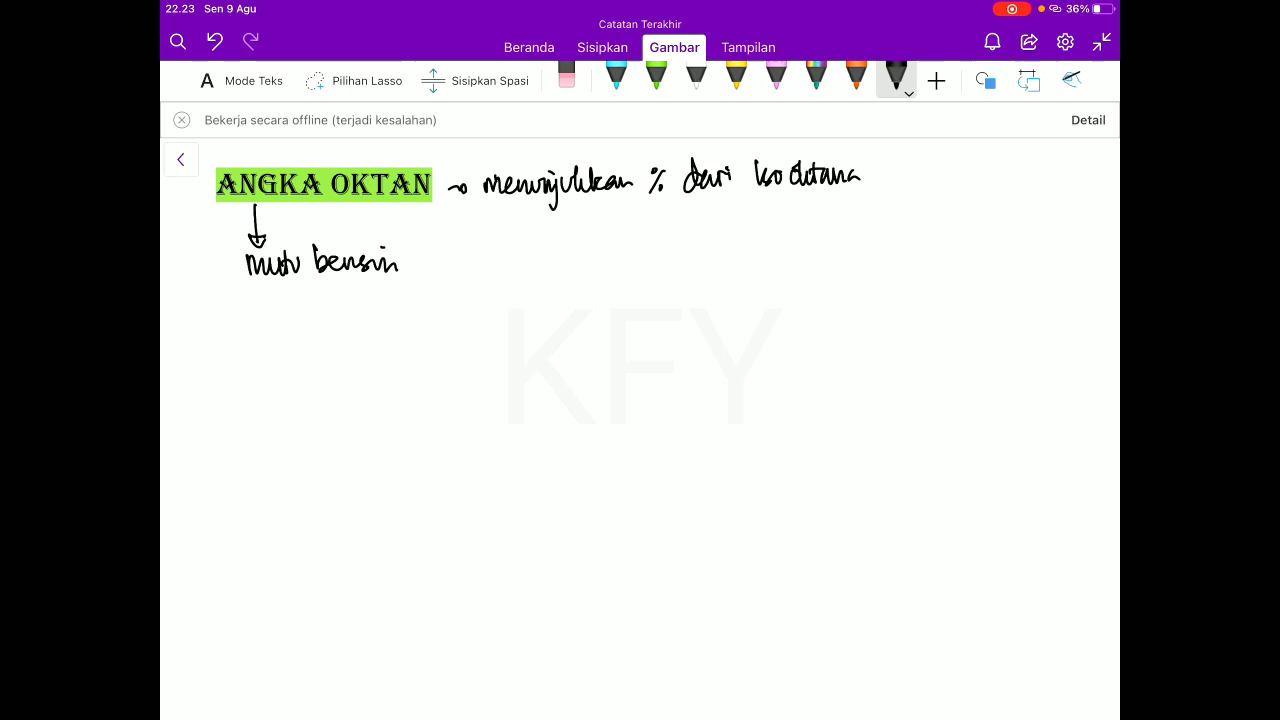 22.23 Sen 9 Agu
36%
Catatan Terakhir
Beranda Sisipkan Gambar Tampilan
A Mode Teks Pilihan Lasso Sisipkan Spasi
Bekerja secara offline (terjadi kesalahan) Detail
ANGKA OKTAN → menunjukkan % dari isooktana
mutu bensin
KFY